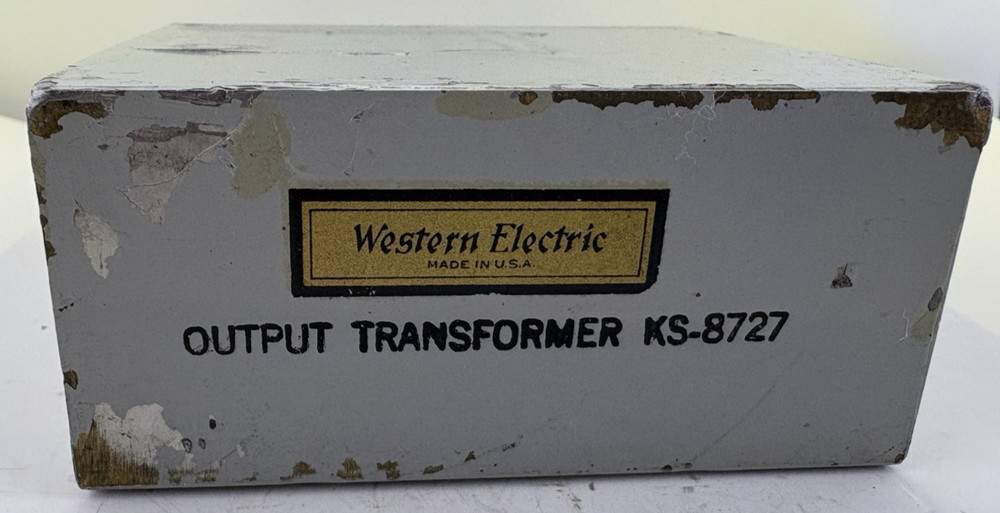 Western Electric
MADE IN U.S.A.
OUTPUT TRANSFORMER KS-8727